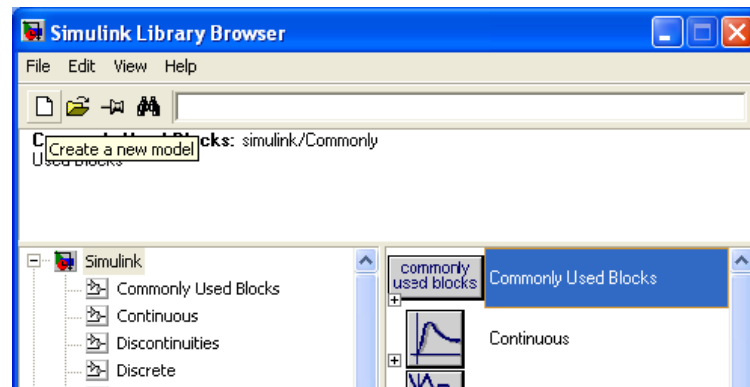 Simulink Library Browser
File Edit View Help
Create a new model
cks: simulink/Commonly
Used Blocks
Simulink
Commonly Used Blocks
Continuous
Discontinuities
Discrete
commonly
used blocks
Commonly Used Blocks
Continuous